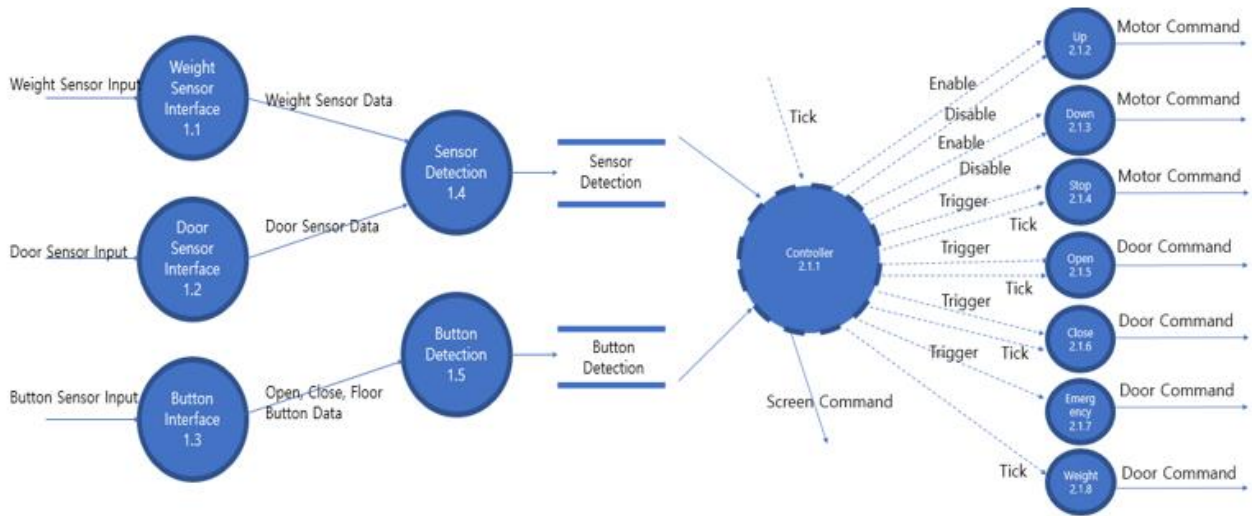 Weight Sensor Input
Weight
Sensor
Interface
1.1
Weight Sensor Data
Door Sensor Input
Door
Sensor
Interface
1.2
Door Sensor Data
Button Sensor Input
Button
Interface
1.3
Open, Close, Floor
Button Data
Sensor
Detection
1.4
Button
Detection
1.5
Sensor
Detection
Button
Detection
Tick
Controller
2.1.1
Screen Command
Enable
Disable
Enable
Disable
Trigger
Tick
Trigger
Tick
Trigger
Tick
Trigger
Tick
Up
2.1.2
Motor Command
Down
2.1.3
Motor Command
Stop
2.1.4
Motor Command
Open
2.1.5
Door Command
Close
2.1.6
Door Command
Emerg
ency
2.1.7
Door Command
Weight
2.1.8
Door Command